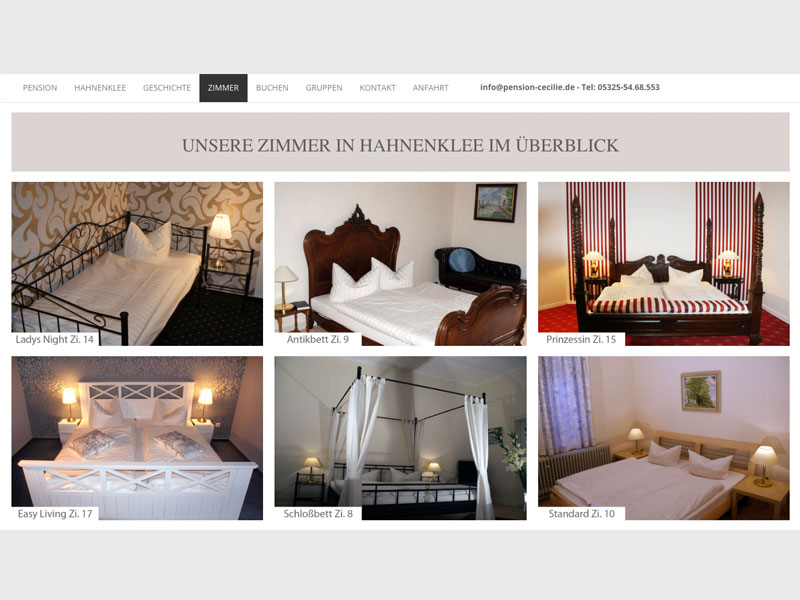 PENSION HAHNENKLEE GESCHICHTE ZIMMER BUCHEN GRUPPEN KONTAKT ANFAHRT info@pension-cecilie.de - Tel: 05325-54.68.553
UNSERE ZIMMER IN HAHNENKLEE IM ÜBERBLICK
Ladys Night Zi. 14
Antikbett Zi. 9
Prinzessin Zi. 15
Easy Living Zi. 17
Schloßbett Zi. 8
Standard Zi. 10